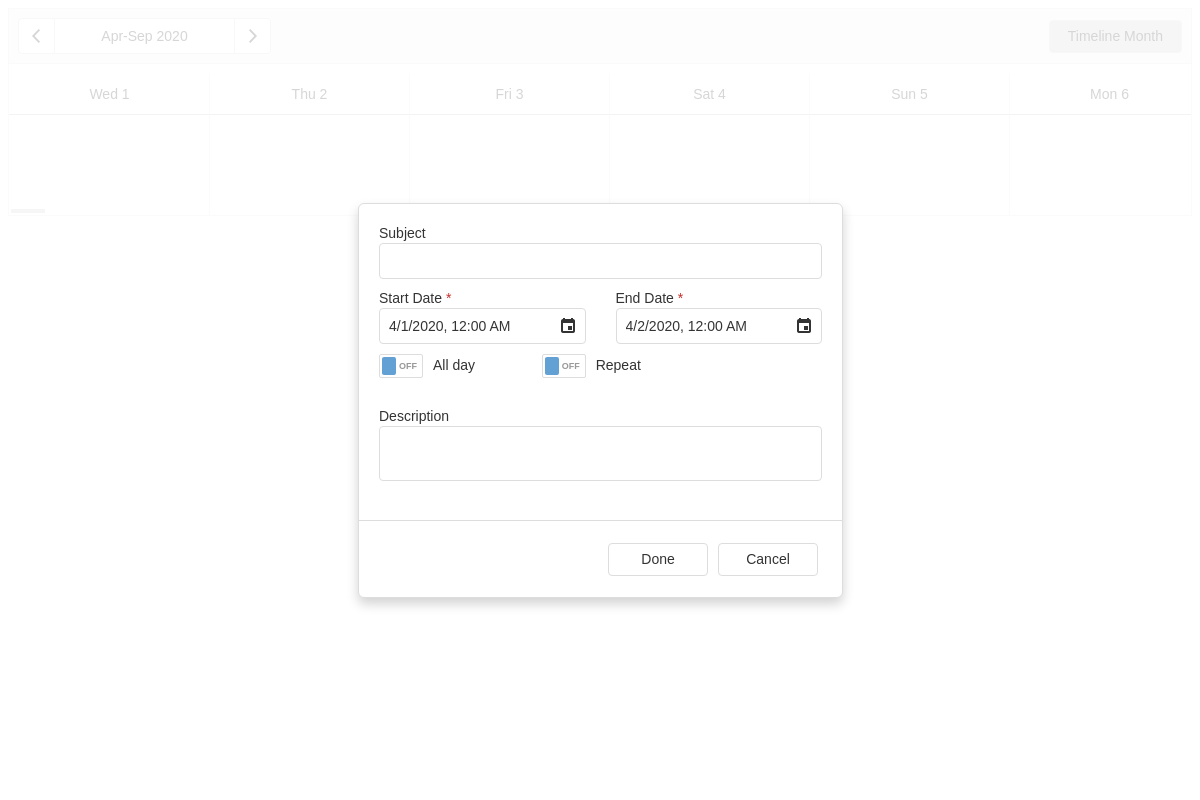 Apr-Sep 2020
Timeline Month
Wed 1
Thu 2
Fri 3
Sat 4
Sun 5
Mon 6
Subject
Start Date *
End Date *
4/1/2020, 12:00 AM
4/2/2020, 12:00 AM
OFF
All day
OFF
Repeat
Description
Done
Cancel